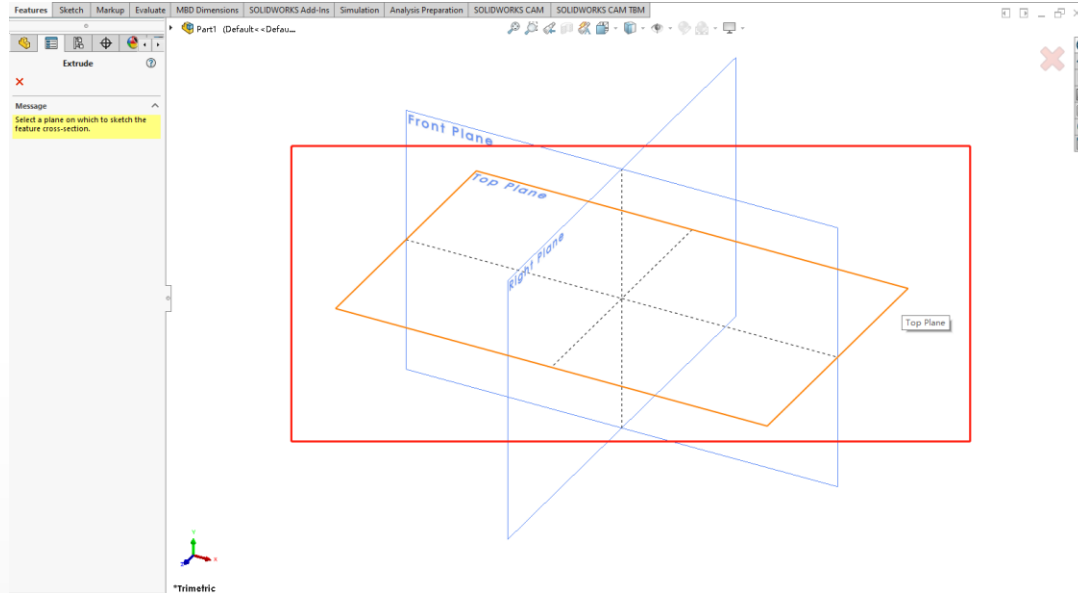 Features Sketch Markup Evaluate MBD Dimensions SOLIDWORKS Add-Ins Simulation Analysis Preparation SOLIDWORKS CAM SOLIDWORKS CAM TBM
Part1 (Default<<Defau...
Extrude
Message
Select a plane on which to sketch the
feature cross-section.
Front Plane
Top Plane
Right Plane
Top Plane
Y
X
Z
*Trimetric